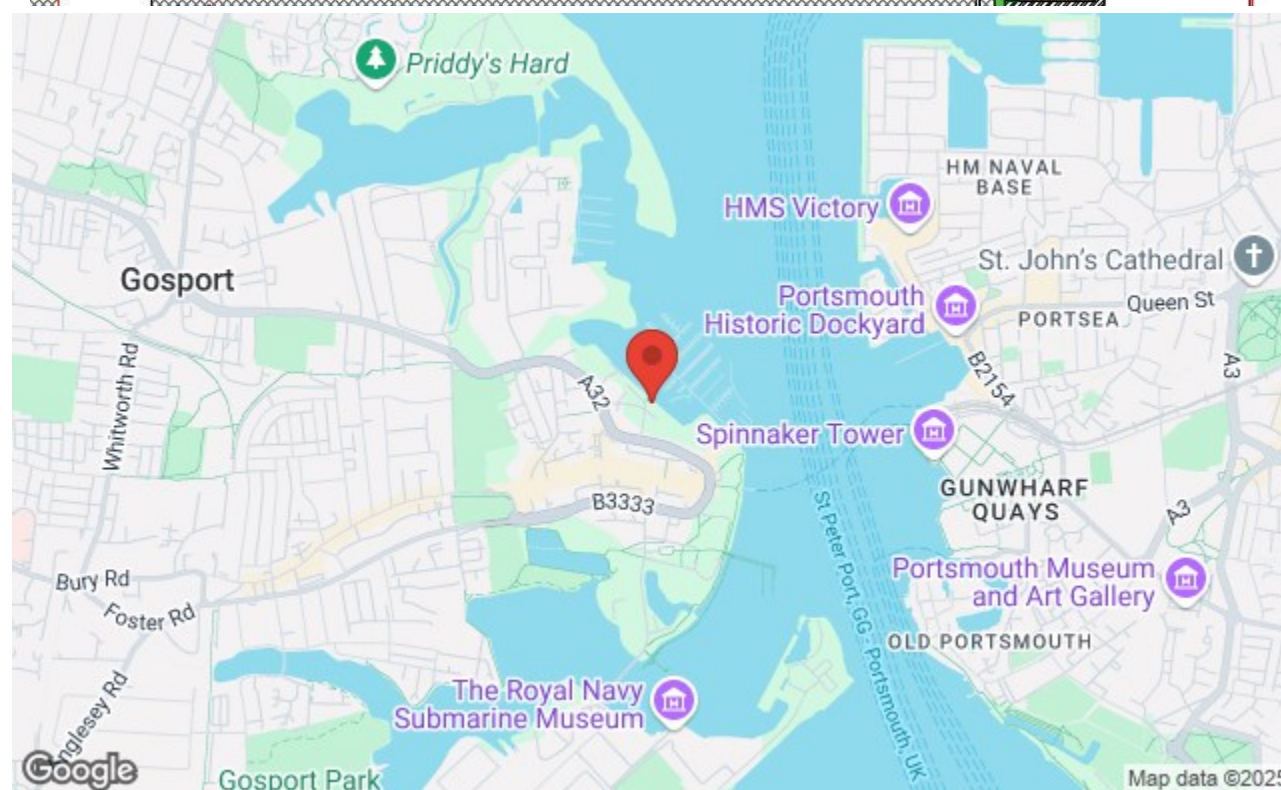 Priddy's Hard
HM NAVAL
BASE
HMS Victory
St. John's Cathedral
Gosport
Portsmouth
Historic Dockyard
Queen St
PORTSEA
Whitworth Rd
A32
B2154
A3
Spinnaker Tower
B3333
GUNWHARF
QUAYS
A3
St Peter Port, GG - Portsmouth, UK
Bury Rd
Foster Rd
Portsmouth Museum
and Art Gallery
OLD PORTSMOUTH
The Royal Navy
Submarine Museum
nglesey Rd
Google
Gosport Park
Map data ©2025